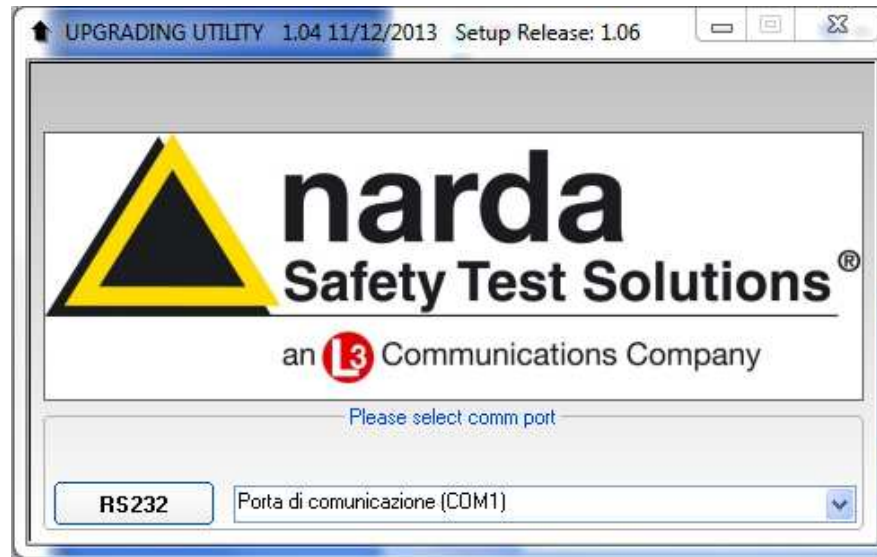 UPGRADING UTILITY 1.04 11/12/2013 Setup Release: 1.06
narda
Safety Test Solutions®
an L3 Communications Company
Please select comm port
RS232 Porta di comunicazione (COM1)